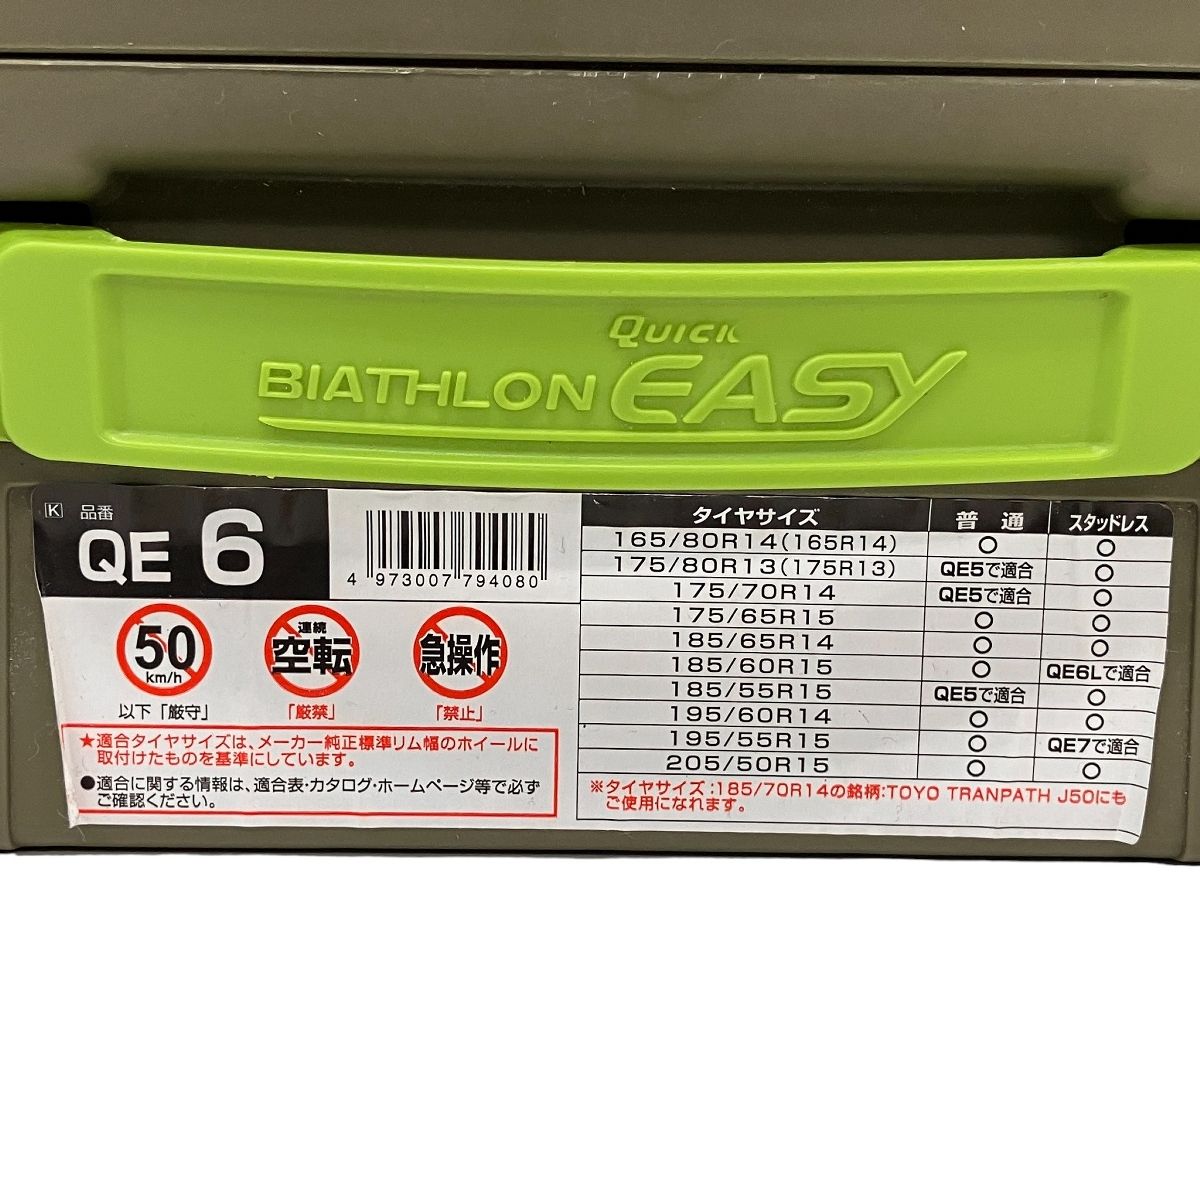 QUICK
BIATHLON EASY
K 品番
QE 6
4 973007 794080
50
km/h
以下「厳守」
連続
空転
「厳禁」
急操作
「禁止」
★適合タイヤサイズは、メーカー純正標準リム幅のホイールに
取付けたものを基準にしています。
●適合に関する情報は、適合表・カタログ・ホームページ等で必ず
ご確認ください。
タイヤサイズ 普通 スタッドレス
165/80R14(165R14) ○ ○
175/80R13(175R13) QE5で適合 ○
175/70R14 QE5で適合 ○
175/65R15 ○ ○
185/65R14 ○ ○
185/60R15 ○ QE6Lで適合
185/55R15 QE5で適合 ○
195/60R14 ○ ○
195/55R15 ○ QE7で適合
205/50R15 ○ ○
※タイヤサイズ:185/70R14の銘柄:TOYO TRANPATH J50にも
ご使用になれます。